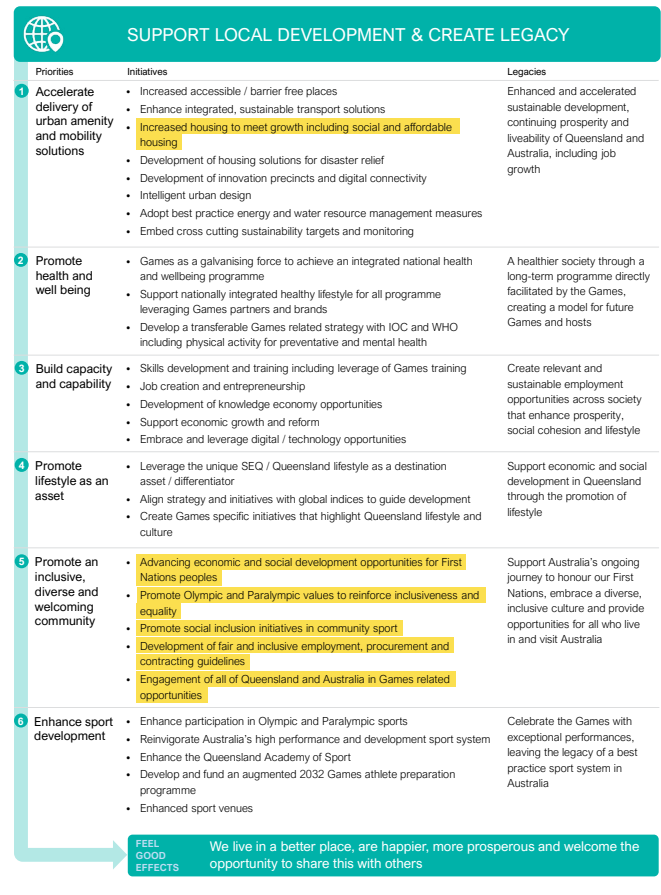 SUPPORT LOCAL DEVELOPMENT & CREATE LEGACY
Priorities
Initiatives
Legacies
1
Accelerate
delivery of
urban amenity
and mobility
solutions
• Increased accessible / barrier free places
• Enhance integrated, sustainable transport solutions
• Increased housing to meet growth including social and affordable
housing
• Development of housing solutions for disaster relief
• Development of innovation precincts and digital connectivity
• Intelligent urban design
• Adopt best practice energy and water resource management measures
• Embed cross cutting sustainability targets and monitoring
Enhanced and accelerated
sustainable development,
continuing prosperity and
liveability of Queensland and
Australia, including job
growth
2
Promote
health and
well being
• Games as a galvanising force to achieve an integrated national health
and wellbeing programme
• Support nationally integrated healthy lifestyle for all programme
leveraging Games partners and brands
• Develop a transferable Games related strategy with IOC and WHO
including physical activity for preventative and mental health
A healthier society through a
long-term programme directly
facilitated by the Games,
creating a model for future
Games and hosts
3
Build capacity
and capability
• Skills development and training including leverage of Games training
• Job creation and entrepreneurship
• Development of knowledge economy opportunities
• Support economic growth and reform
• Embrace and leverage digital / technology opportunities
Create relevant and
sustainable employment
opportunities across society
that enhance prosperity,
social cohesion and lifestyle
4
Promote
lifestyle as an
asset
• Leverage the unique SEQ / Queensland lifestyle as a destination
asset / differentiator
• Align strategy and initiatives with global indices to guide development
• Create Games specific initiatives that highlight Queensland lifestyle and
culture
Support economic and social
development in Queensland
through the promotion of
lifestyle
5
Promote an
inclusive,
diverse and
welcoming
community
• Advancing economic and social development opportunities for First
Nations peoples
• Promote Olympic and Paralympic values to reinforce inclusiveness and
equality
• Promote social inclusion initiatives in community sport
• Development of fair and inclusive employment, procurement and
contracting guidelines
• Engagement of all of Queensland and Australia in Games related
opportunities
Support Australia's ongoing
journey to honour our First
Nations, embrace a diverse,
inclusive culture and provide
opportunities for all who live
in and visit Australia
6
Enhance sport
development
• Enhance participation in Olympic and Paralympic sports
• Reinvigorate Australia's high performance and development sport system
• Enhance the Queensland Academy of Sport
• Develop and fund an augmented 2032 Games athlete preparation
programme
• Enhanced sport venues
Celebrate the Games with
exceptional performances,
leaving the legacy of a best
practice sport system in
Australia
FEEL
GOOD
EFFECTS
We live in a better place, are happier, more prosperous and welcome the
opportunity to share this with others